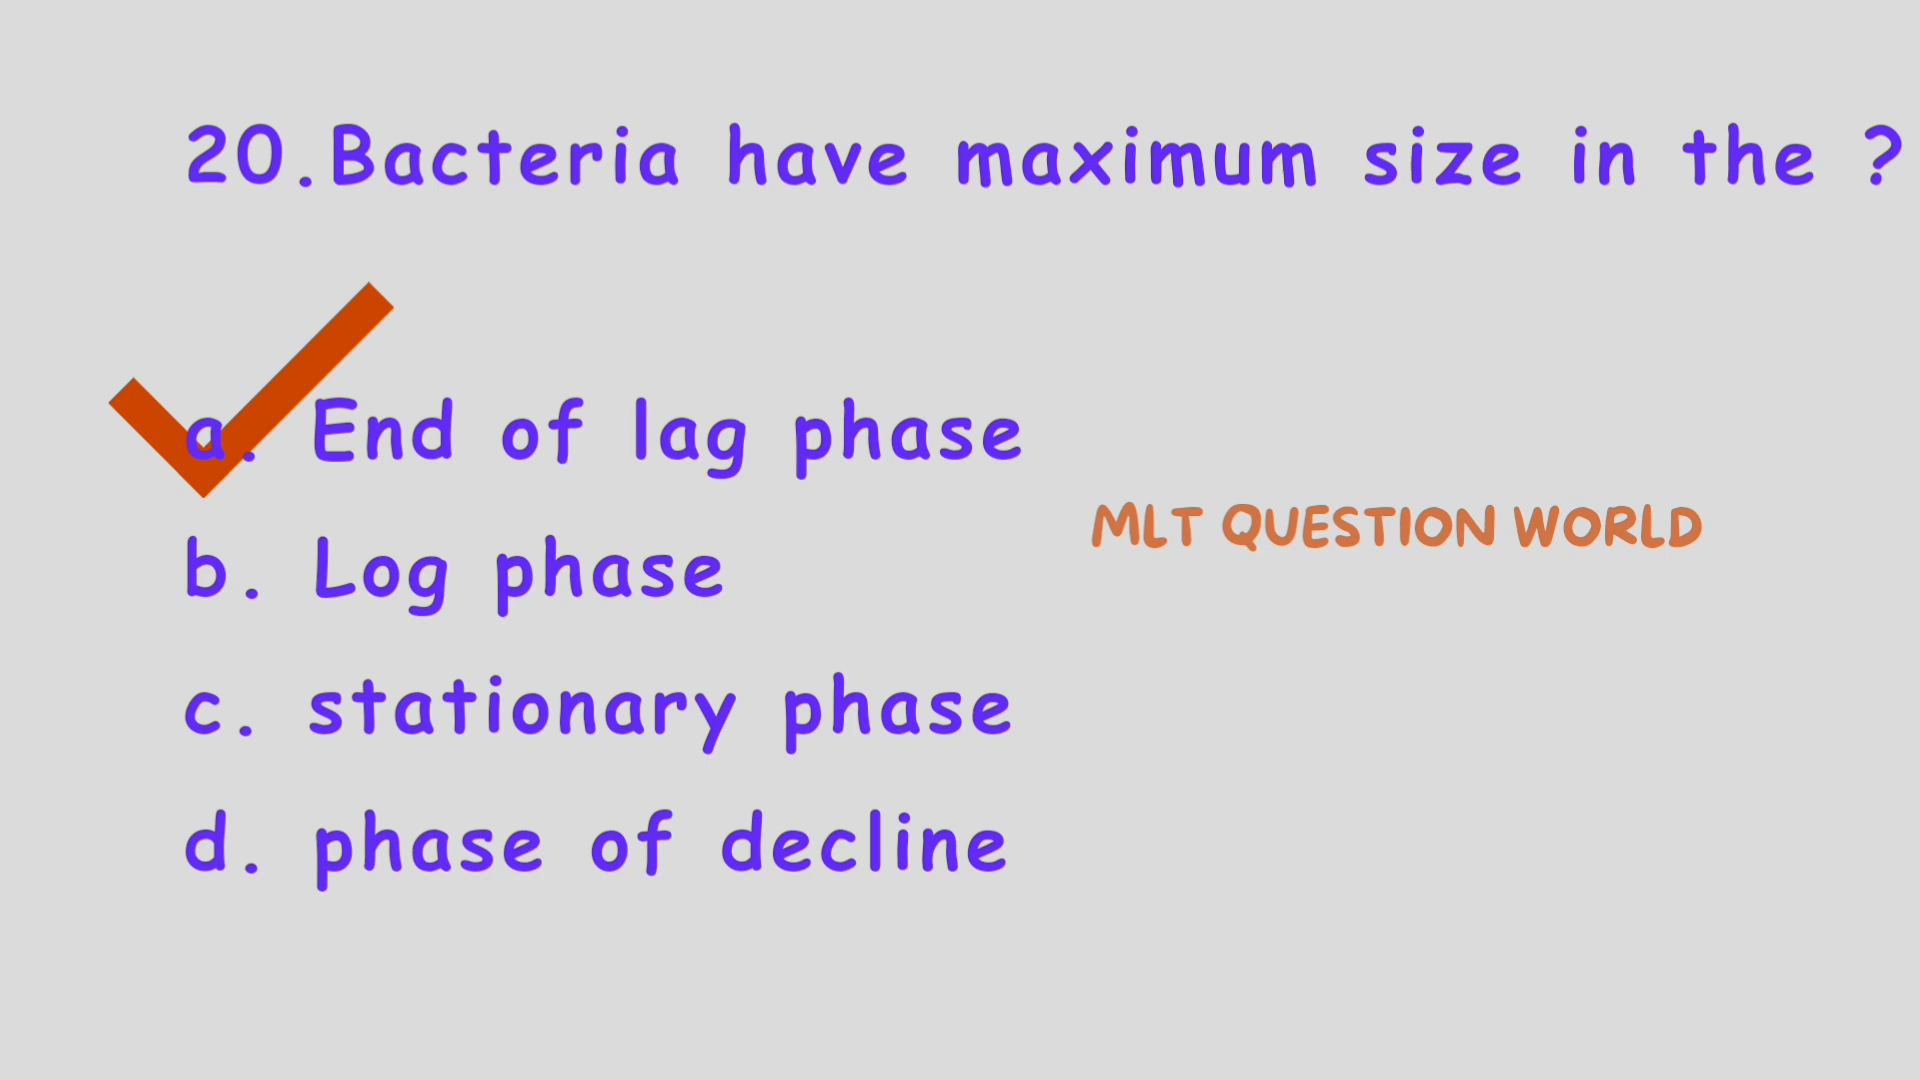 20.Bacteria have maximum size in the ?
a. End of lag phase
MLT QUESTION WORLD
b. Log phase
c. stationary phase
d. phase of decline